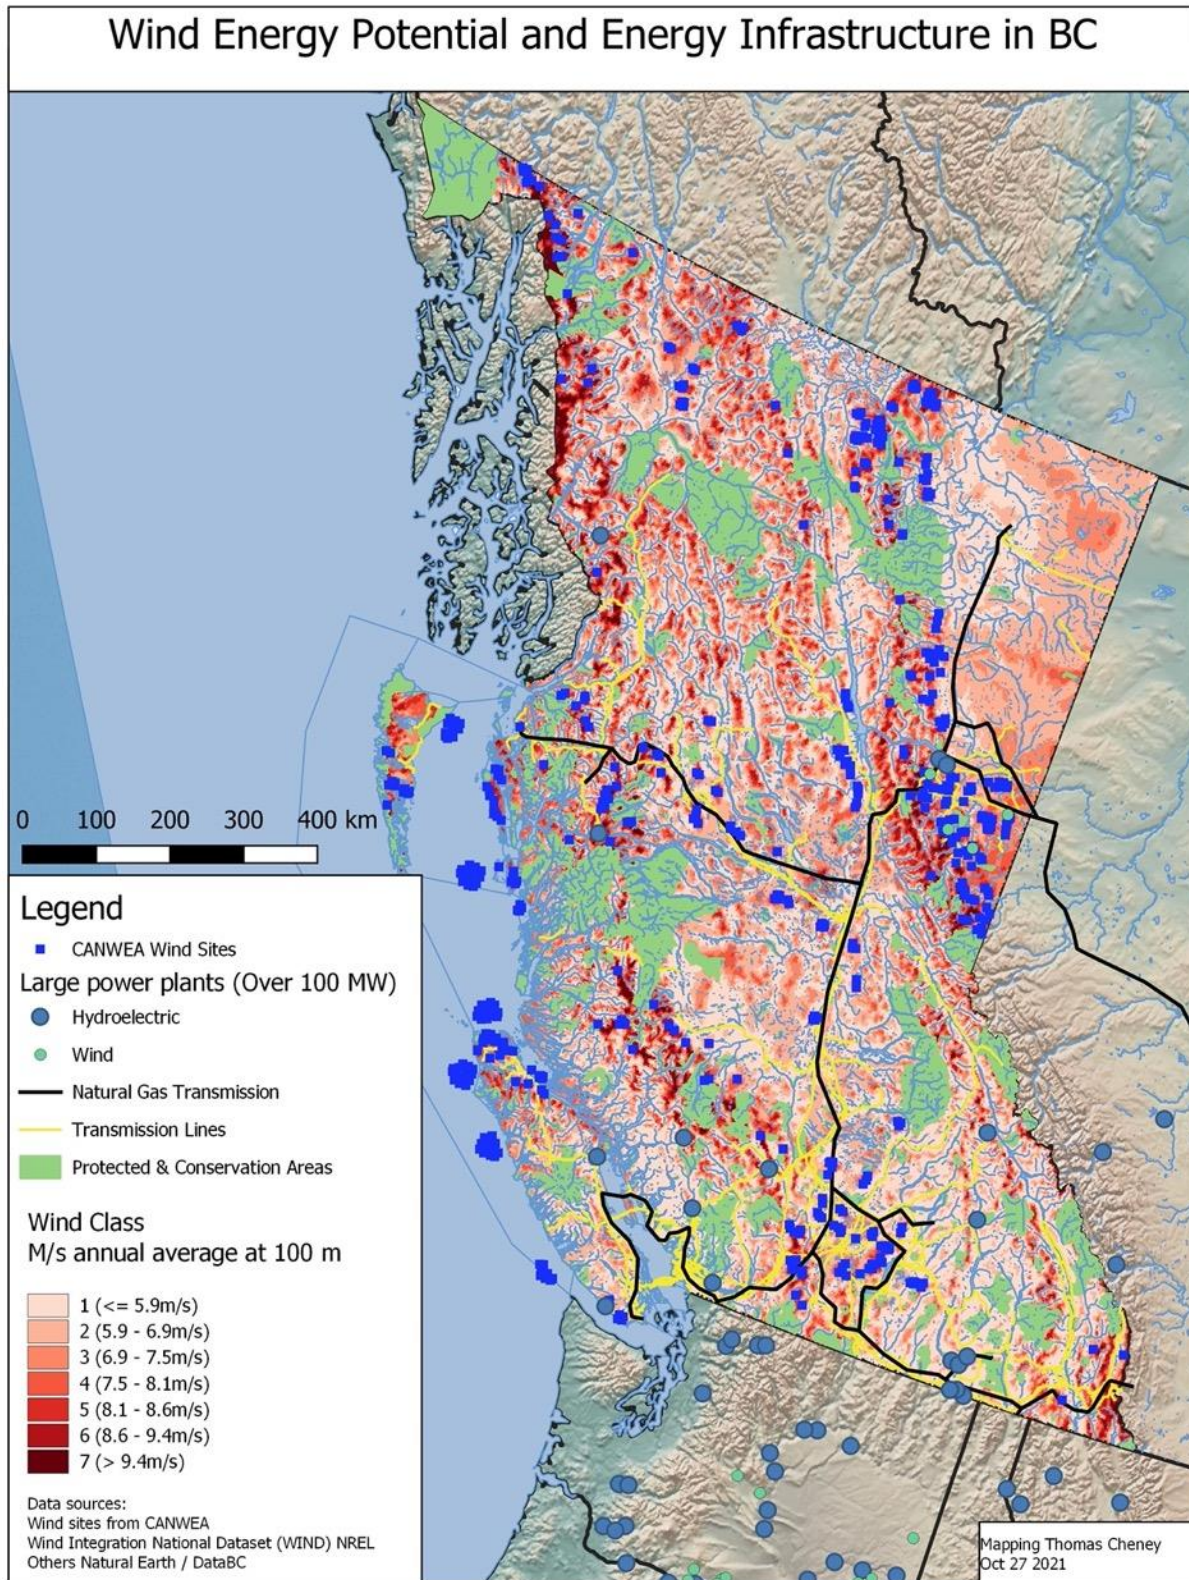 Wind Energy Potential and Energy Infrastructure in BC
0 100 200 300 400 km
Legend
CANWEA Wind Sites
Large power plants (Over 100 MW)
Hydroelectric
Wind
Natural Gas Transmission
Transmission Lines
Protected & Conservation Areas
Wind Class
M/s annual average at 100 m
1 (<= 5.9m/s)
2 (5.9 - 6.9m/s)
3 (6.9 - 7.5m/s)
4 (7.5 - 8.1m/s)
5 (8.1 - 8.6m/s)
6 (8.6 - 9.4m/s)
7 (> 9.4m/s)
Data sources:
Wind sites from CANWEA
Wind Integration National Dataset (WIND) NREL
Others Natural Earth / DataBC
Mapping Thomas Cheney
Oct 27 2021